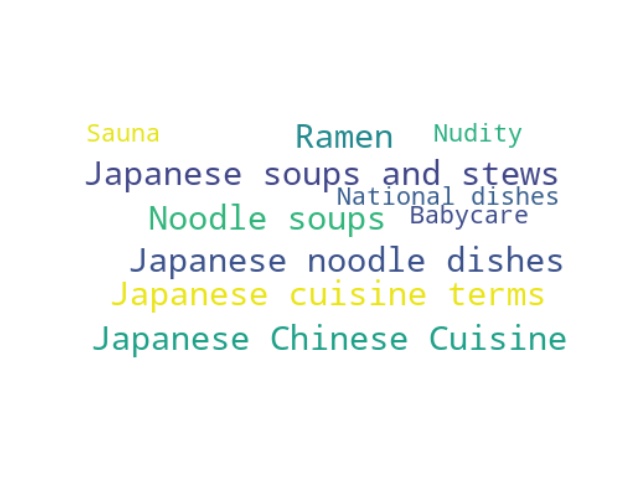 Sauna Ramen Nudity
Japanese soups and stews
National dishes
Noodle soups Babycare
Japanese noodle dishes
Japanese cuisine terms
Japanese Chinese Cuisine